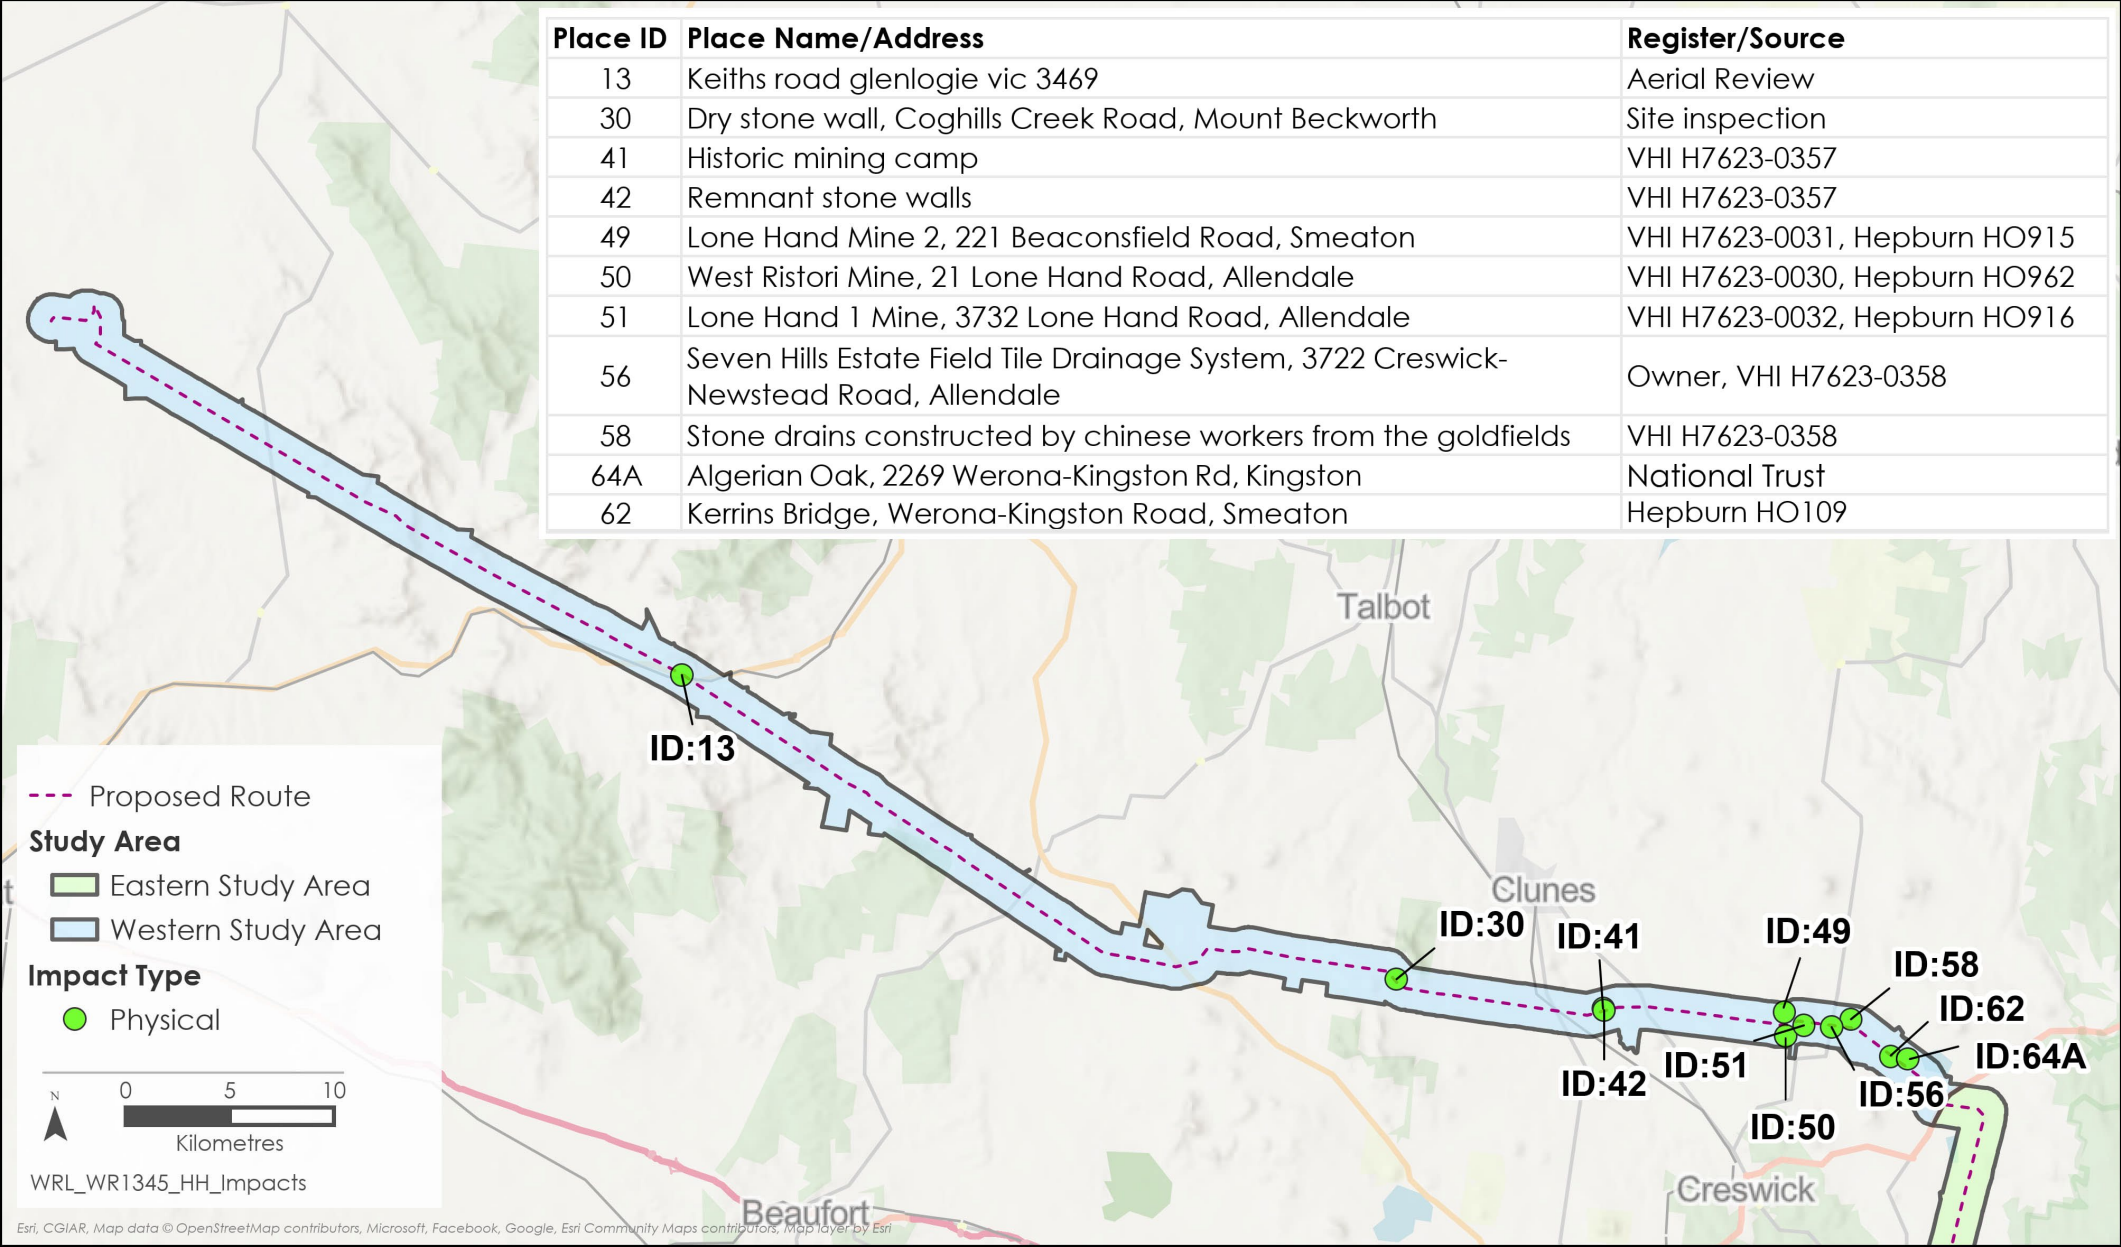 Place ID Place Name/Address Register/Source
13 Keiths road glenlogie vic 3469 Aerial Review
30 Dry stone wall, Coghills Creek Road, Mount Beckworth Site inspection
41 Historic mining camp VHI H7623-0357
42 Remnant stone walls VHI H7623-0357
49 Lone Hand Mine 2, 221 Beaconsfield Road, Smeaton VHI H7623-0031, Hepburn HO915
50 West Ristori Mine, 21 Lone Hand Road, Allendale VHI H7623-0030, Hepburn HO962
51 Lone Hand 1 Mine, 3732 Lone Hand Road, Allendale VHI H7623-0032, Hepburn HO916
56 Seven Hills Estate Field Tile Drainage System, 3722 Creswick-
Newstead Road, Allendale Owner, VHI H7623-0358
58 Stone drains constructed by chinese workers from the goldfields VHI H7623-0358
64A Algerian Oak, 2269 Werona-Kingston Rd, Kingston National Trust
62 Kerrins Bridge, Werona-Kingston Road, Smeaton Hepburn HO109
Talbot
ID:13
Clunes
ID:30
ID:41
ID:49
ID:58
ID:62
ID:64A
ID:51
ID:42
ID:56
ID:50
Creswick
Beaufort
t
Proposed Route
Study Area
Eastern Study Area
Western Study Area
Impact Type
Physical
N
0 5 10
Kilometres
WRL_WR1345_HH_Impacts
Esri, CGIAR, Map data © OpenStreetMap contributors, Microsoft, Facebook, Google, Esri Community Maps contributors, Map layer by Esri